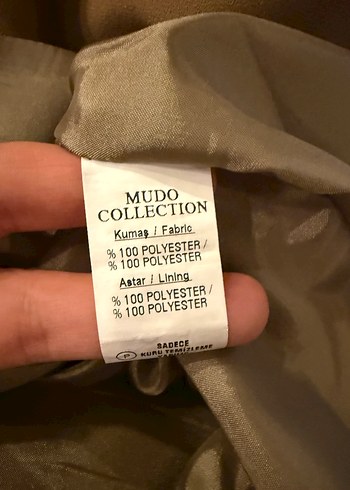 MUDO
COLLECTION
Kumaş / Fabric
% 100 POLYESTER /
% 100 POLYESTER
Astar / Lining
% 100 POLYESTER /
% 100 POLYESTER
SADECE
P KURU TEMİZLEME